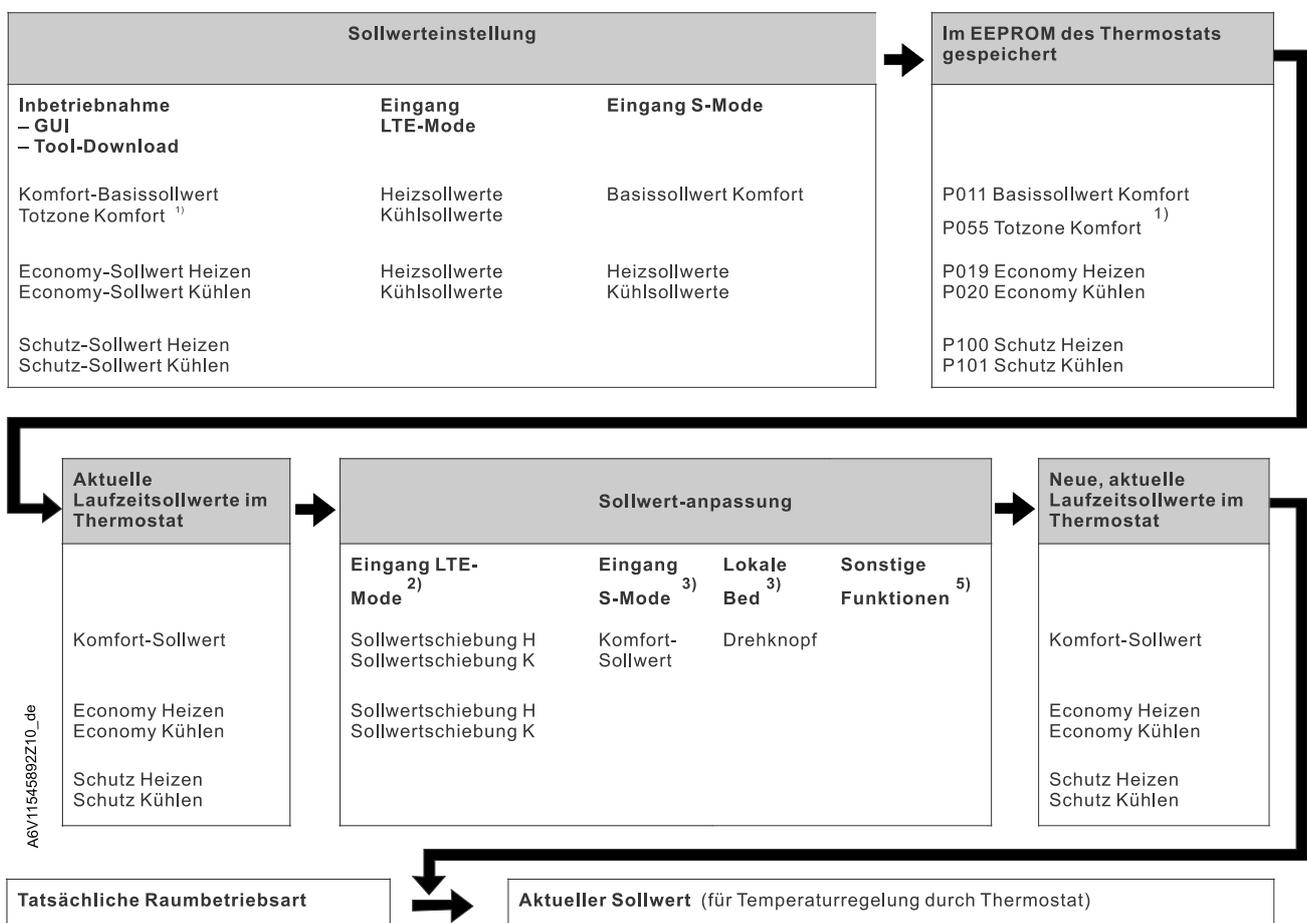 Sollwerteinstellung
Im EEPROM des Thermostats
gespeichert
Inbetriebnahme
– GUI
– Tool-Download
Eingang
LTE-Mode
Eingang S-Mode
Komfort-Basissollwert
Totzone Komfort 1)
Heizsollwerte
Kühlsollwerte
Basissollwert Komfort
P011 Basissollwert Komfort
P055 Totzone Komfort 1)
Economy-Sollwert Heizen
Economy-Sollwert Kühlen
Heizsollwerte
Kühlsollwerte
Heizsollwerte
Kühlsollwerte
P019 Economy Heizen
P020 Economy Kühlen
Schutz-Sollwert Heizen
Schutz-Sollwert Kühlen
P100 Schutz Heizen
P101 Schutz Kühlen
Aktuelle
Laufzeitsollwerte im
Thermostat
Sollwert-anpassung
Neue, aktuelle
Laufzeitsollwerte im
Thermostat
Eingang LTE-
Mode 2)
Eingang
S-Mode 3)
Lokale
Bed 3)
Sonstige
Funktionen 5)
Komfort-Sollwert
Sollwertschiebung H
Sollwertschiebung K
Komfort-
Sollwert
Drehknopf
Komfort-Sollwert
Economy Heizen
Economy Kühlen
Sollwertschiebung H
Sollwertschiebung K
Economy Heizen
Economy Kühlen
Schutz Heizen
Schutz Kühlen
Schutz Heizen
Schutz Kühlen
A6V11545892Z10_de
Tatsächliche Raumbetriebsart
Aktueller Sollwert (für Temperaturregelung durch Thermostat)